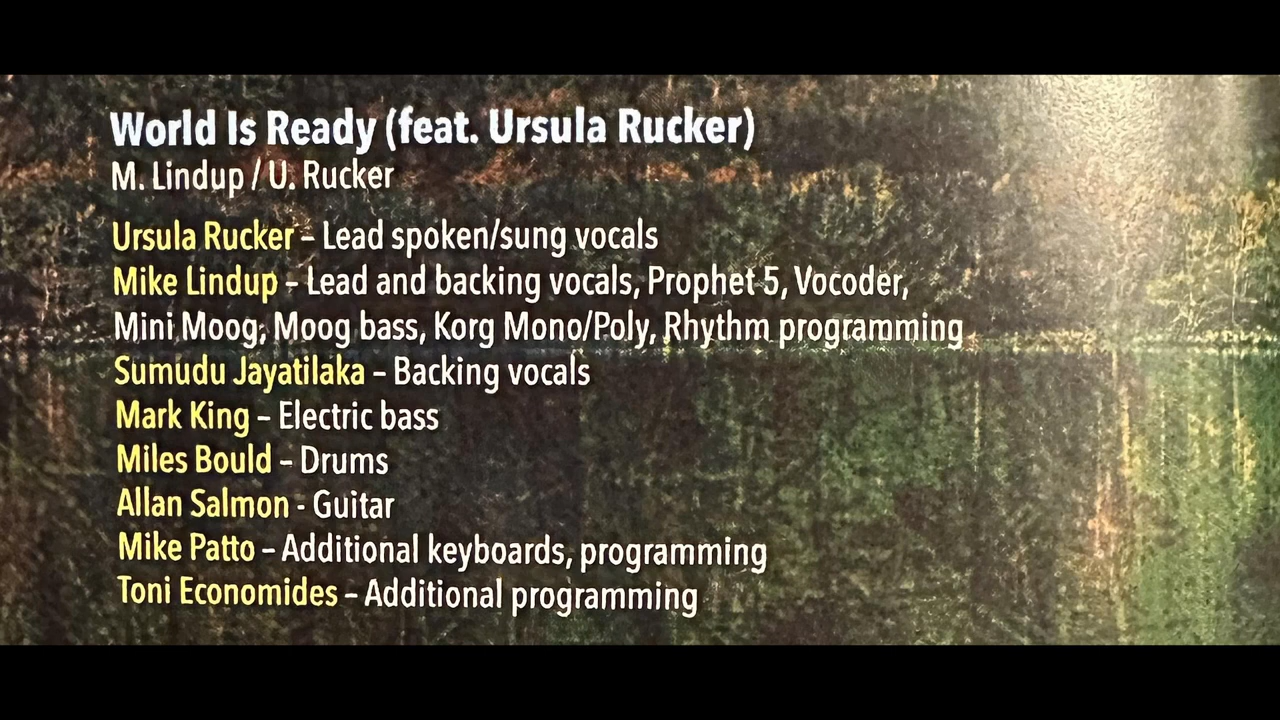 World Is Ready (feat. Ursula Rucker)
M. Lindup / U. Rucker
Ursula Rucker – Lead spoken/sung vocals
Mike Lindup – Lead and backing vocals, Prophet 5, Vocoder,
Mini Moog, Moog bass, Korg Mono/Poly, Rhythm programming
Sumudu Jayatilaka – Backing vocals
Mark King – Electric bass
Miles Bould – Drums
Allan Salmon - Guitar
Mike Patto – Additional keyboards, programming
Toni Economides – Additional programming